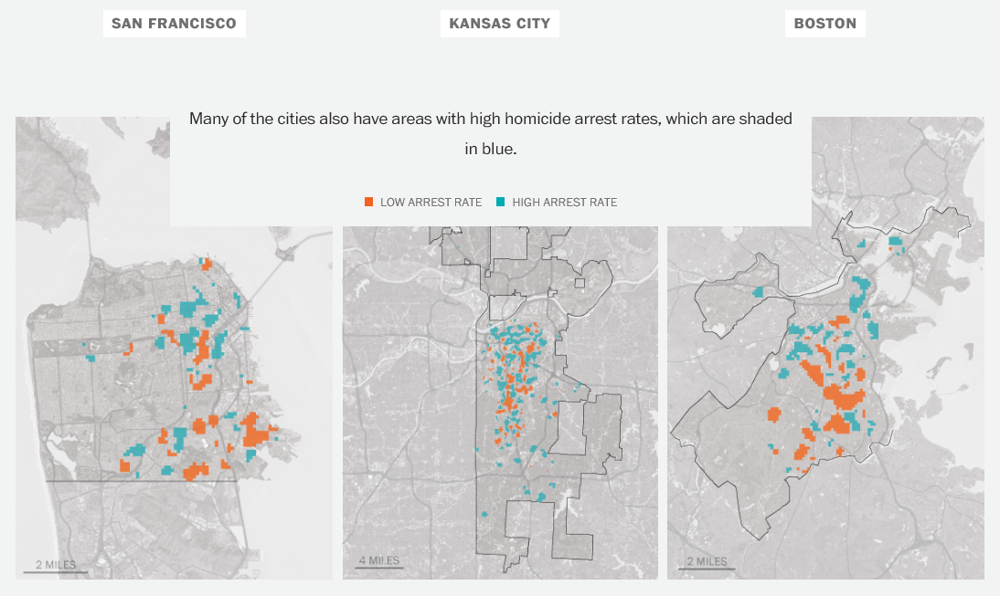 SAN FRANCISCO
KANSAS CITY
BOSTON
Many of the cities also have areas with high homicide arrest rates, which are shaded
in blue.
LOW ARREST RATE
HIGH ARREST RATE
2 MILES
4 MILES
2 MILES